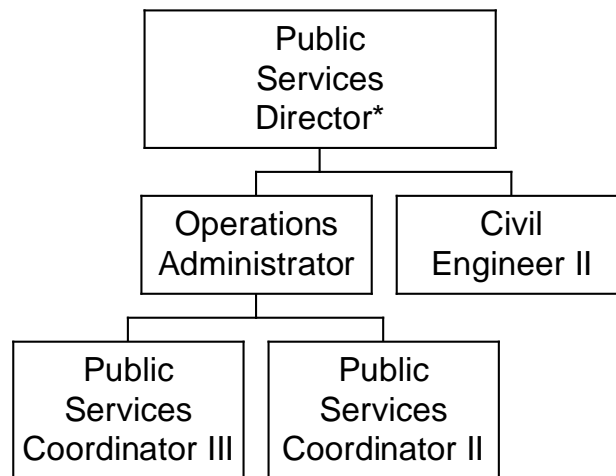 Public
Services
Director*
Operations
Administrator
Civil
Engineer II
Public
Services
Coordinator III
Public
Services
Coordinator II